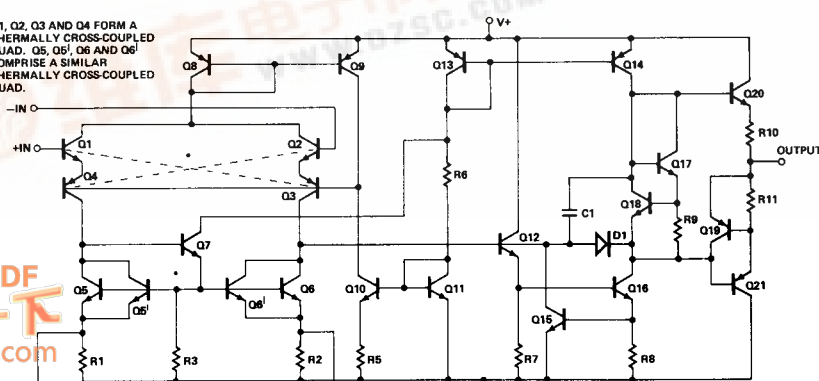 1, Q2, Q3 AND Q4 FORM A
HERMALLY CROSS-COUPLED
UAD. Q5, Q5', Q6 AND Q6'
OMPRISE A SIMILAR
HERMALLY CROSS-COUPLED
UAD.
V+
Q8
Q9
Q13
Q14
Q20
–IN
+IN
Q1
Q2
Q4
Q3
R6
Q17
R10
OUTPUT
C1
Q18
R9
R11
Q7
Q12
D1
Q19
Q5
Q5'
Q6'
Q6
Q10
Q11
Q16
Q21
Q15
R1
R3
R2
R5
R7
R8
www.dzsc.com
DF
下
com